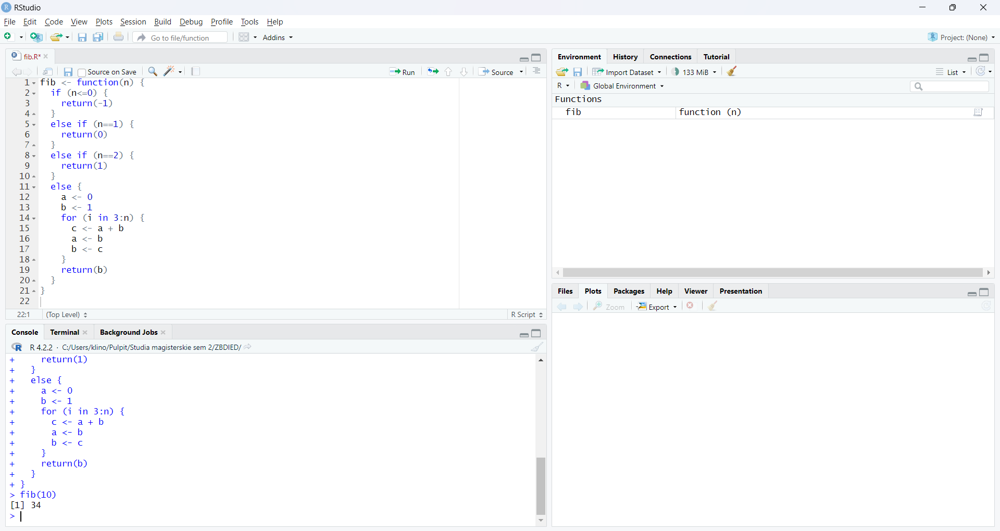 RStudio
File Edit Code View Plots Session Build Debug Profile Tools Help
Go to file/function Addins Project: (None)
fib.R*
Source on Save Run Source
1 fib <- function(n) {
2   if (n<=0) {
3     return(-1)
4   }
5   else if (n==1) {
6     return(0)
7   }
8   else if (n==2) {
9     return(1)
10   }
11   else {
12     a <- 0
13     b <- 1
14     for (i in 3:n) {
15       c <- a + b
16       a <- b
17       b <- c
18     }
19     return(b)
20   }
21 }
22
22:1 (Top Level) R Script
Console Terminal Background Jobs
R 4.2.2 · C:/Users/klino/Pulpit/Studia magisterskie sem 2/ZBDIED/
+     return(1)
+   }
+   else {
+     a <- 0
+     b <- 1
+     for (i in 3:n) {
+       c <- a + b
+       a <- b
+       b <- c
+     }
+     return(b)
+   }
+ }
> fib(10)
[1] 34
>
Environment History Connections Tutorial
Import Dataset 133 MiB List
R Global Environment
Functions
fib function (n)
Files Plots Packages Help Viewer Presentation
Zoom Export